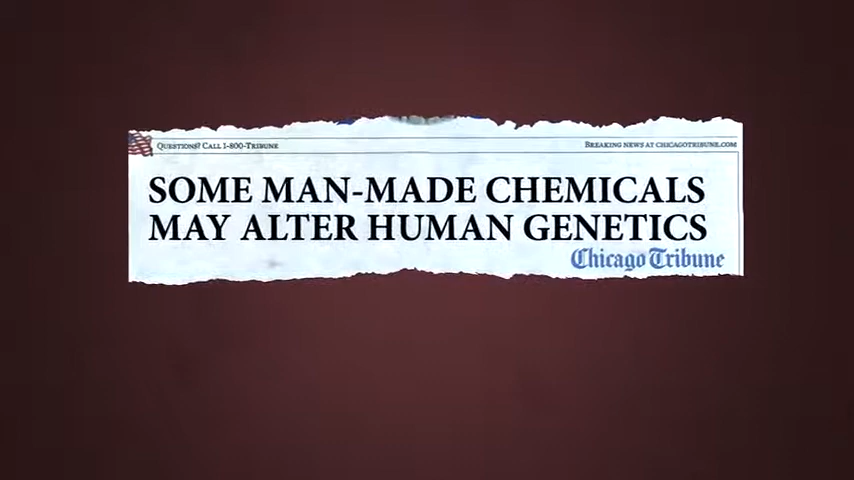 QUESTIONS? CALL 1-800-TRIBUNE
BREAKING NEWS AT CHICAGOTRIBUNE.COM
SOME MAN-MADE CHEMICALS
MAY ALTER HUMAN GENETICS
Chicago Tribune